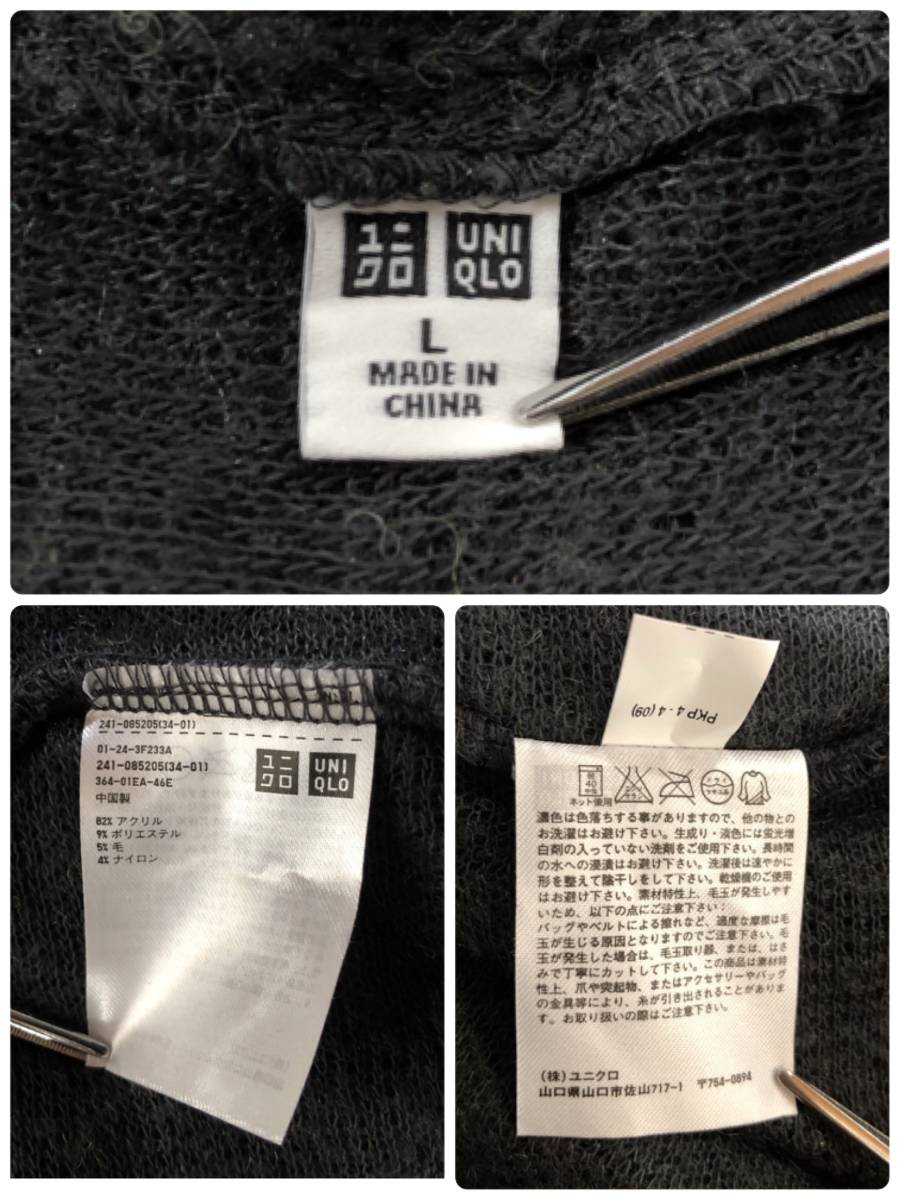 ユニ
クロ
UNI
QLO
L
MADE IN
CHINA
241-085205(34-01)
01-24-3F233A
241-085205(34-01)
364-01EA-46E
中国製
ユニ
クロ
UNI
QLO
82% アクリル
9% ポリエステル
5% 毛
4% ナイロン
PKP4-4(09)
40
中性
エンソ
サラシ
ドライ
セキユ系
ネット使用
濃色は色落ちする事がありますので、他の物との
お洗濯はお避け下さい。生成り・淡色には蛍光増
白剤の入っていない洗剤をご使用下さい。長時間
の水への浸漬はお避け下さい。洗濯後は速やかに
形を整えて陰干しをして下さい。乾燥機のご使用
はお避け下さい。素材特性上、毛玉が発生しやす
いため、以下の点にご注意下さい：
バッグやベルトによる擦れなど、過度な摩擦は毛
玉が生じる原因となりますのでご注意下さい。毛
玉が発生した場合は、毛玉取り器、または、はさ
みで丁寧にカットして下さい。この商品は素材特
性上、爪や突起物、またはアクセサリーやバッグ
の金具等により、糸が引き出されることがありま
す。お取り扱いの際はご注意下さい。
(株)ユニクロ
山口県山口市佐山717-1 〒754-0894